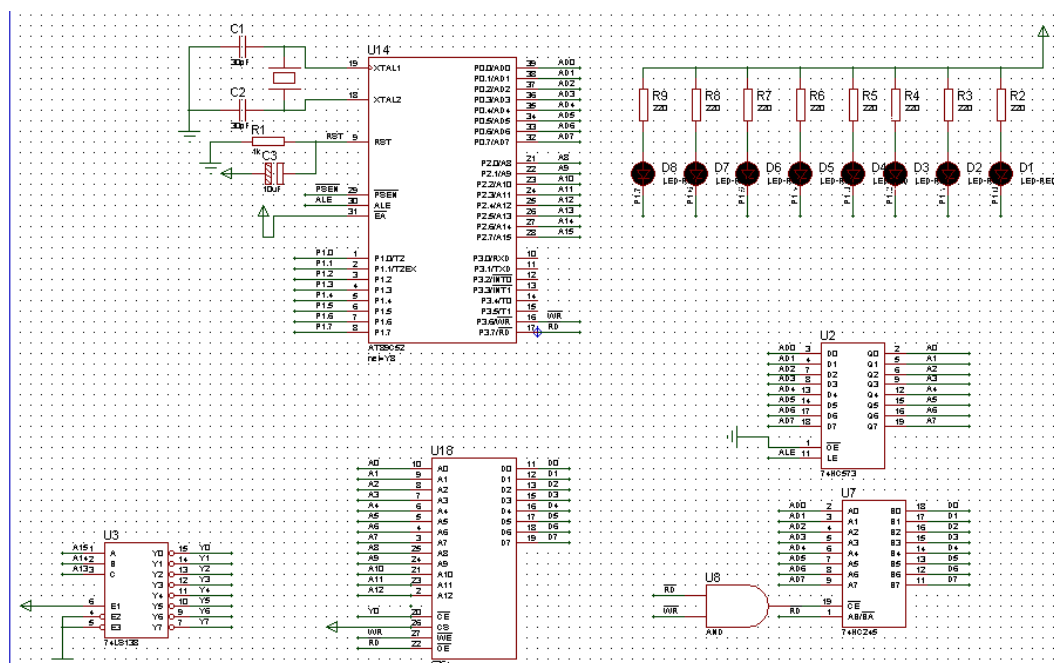 C1
30pF
C2
30pF
R1
1k
C3
10uF
RST
PSEN
ALE
P1.0
P1.1
P1.2
P1.3
P1.4
P1.5
P1.6
P1.7
U14
19 XTAL1
18 XTAL2
9 RST
29 PSEN
30 ALE
31 EA
1 P1.0/T2
2 P1.1/T2EX
3 P1.2
4 P1.3
5 P1.4
6 P1.5
7 P1.6
8 P1.7
P0.0/AD0 39 AD0
P0.1/AD1 38 AD1
P0.2/AD2 37 AD2
P0.3/AD3 36 AD3
P0.4/AD4 35 AD4
P0.5/AD5 34 AD5
P0.6/AD6 33 AD6
P0.7/AD7 32 AD7
P2.0/A8 21 A8
P2.1/A9 22 A9
P2.2/A10 23 A10
P2.3/A11 24 A11
P2.4/A12 25 A12
P2.5/A13 26 A13
P2.6/A14 27 A14
P2.7/A15 28 A15
P3.0/RXD 10
P3.1/TXD 11
P3.2/INT0 12
P3.3/INT1 13
P3.4/T0 14
P3.5/T1 15
P3.6/WR 16 WR
P3.7/RD 17 RD
AT89C52
R9 R8 R7 R6 R5 R4 R3 R2
220 220 220 220 220 220 220 220
D8 D7 D6 D5 D4 D3 D2 D1
LED-RED
U2
AD0 3 D0 Q0 2 A0
AD1 4 D1 Q1 5 A1
AD2 7 D2 Q2 6 A2
AD3 8 D3 Q3 9 A3
AD4 13 D4 Q4 12 A4
AD5 14 D5 Q5 15 A5
AD6 17 D6 Q6 16 A6
AD7 18 D7 Q7 19 A7
1 OE
ALE 11 LE
74HC573
U18
A0 10 A0 D0 11 D0
A1 9 A1 D1 12 D1
A2 8 A2 D2 13 D2
A3 7 A3 D3 15 D3
A4 6 A4 D4 16 D4
A5 5 A5 D5 17 D5
A6 4 A6 D6 18 D6
A7 3 A7 D7 19 D7
A8 25 A8
A9 24 A9
A10 21 A10
A11 23 A11
A12 2 A12
Y0 20 CE
26 CS
WR 27 WE
RD 22 OE
U3
A15 1 A Y0 15 Y0
A14 2 B Y1 14 Y1
A13 3 C Y2 13 Y2
Y3 12 Y3
Y4 11 Y4
6 E1 Y5 10 Y5
4 E2 Y6 9 Y6
5 E3 Y7 7 Y7
74LS138
U7
AD0 2 A0 B0 18 D0
AD1 3 A1 B1 17 D1
AD2 4 A2 B2 16 D2
AD3 5 A3 B3 15 D3
AD4 6 A4 B4 14 D4
AD5 7 A5 B5 13 D5
AD6 8 A6 B6 12 D6
AD7 9 A7 B7 11 D7
19 CE
RD 1 AB/BA
74HC245
U8
RD
WR
AND